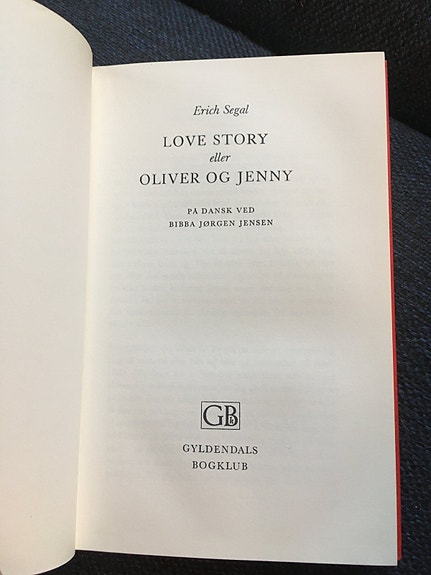 Erich Segal
LOVE STORY
eller
OLIVER OG JENNY
PÅ DANSK VED
BIBBA JØRGEN JENSEN
GB
GYLDENDALS
BOGKLUB